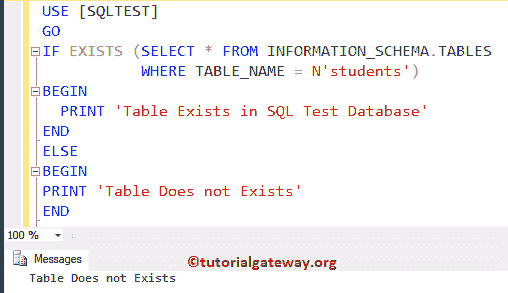 USE [SQLTEST]
GO
IF EXISTS (SELECT * FROM INFORMATION_SCHEMA.TABLES
WHERE TABLE_NAME = N'students')
BEGIN
PRINT 'Table Exists in SQL Test Database'
END
ELSE
BEGIN
PRINT 'Table Does not Exists'
END
100 %
Messages
©tutorialgateway.org
Table Does not Exists